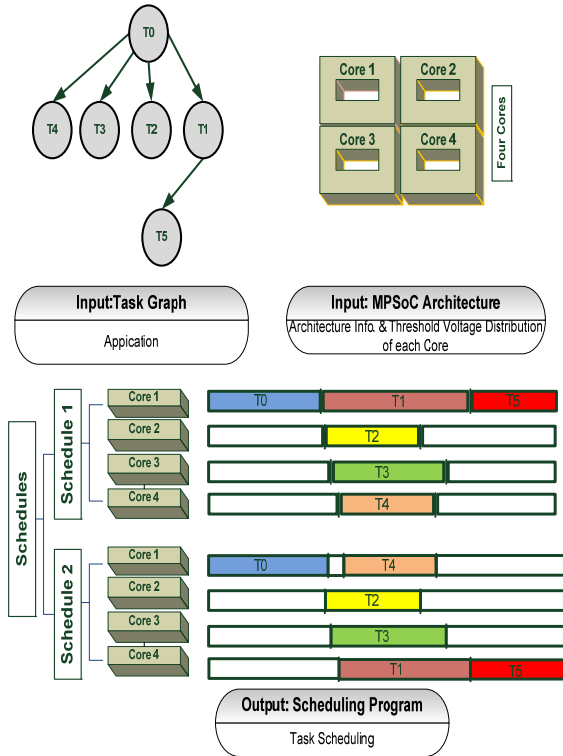 T0
T4
T3
T2
T1
T5
Core 1
Core 2
Core 3
Core 4
Four Cores
Input:Task Graph
Appication
Input: MPSoC Architecture
Architecture Info. & Threshold Voltage Distribution
of each Core
Schedules
Schedule 1
Core 1
T0
T1
T5
Core 2
T2
Core 3
T3
Core 4
T4
Schedule 2
Core 1
T0
T4
Core 2
T2
Core 3
T3
Core 4
T1
T5
Output: Scheduling Program
Task Scheduling